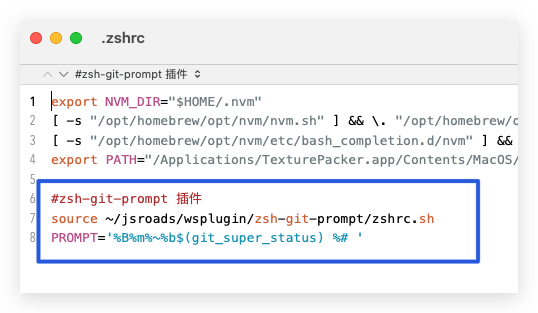 .zshrc
#zsh-git-prompt 插件
1 export NVM_DIR="$HOME/.nvm"
2 [ -s "/opt/homebrew/opt/nvm/nvm.sh" ] && \. "/opt/homebrew/
3 [ -s "/opt/homebrew/opt/nvm/etc/bash_completion.d/nvm" ] &&
4 export PATH="/Applications/TexturePacker.app/Contents/MacOS/
5
6 #zsh-git-prompt 插件
7 source ~/jsroads/wsplugin/zsh-git-prompt/zshrc.sh
8 PROMPT='%B%m%~%b$(git_super_status) %# '